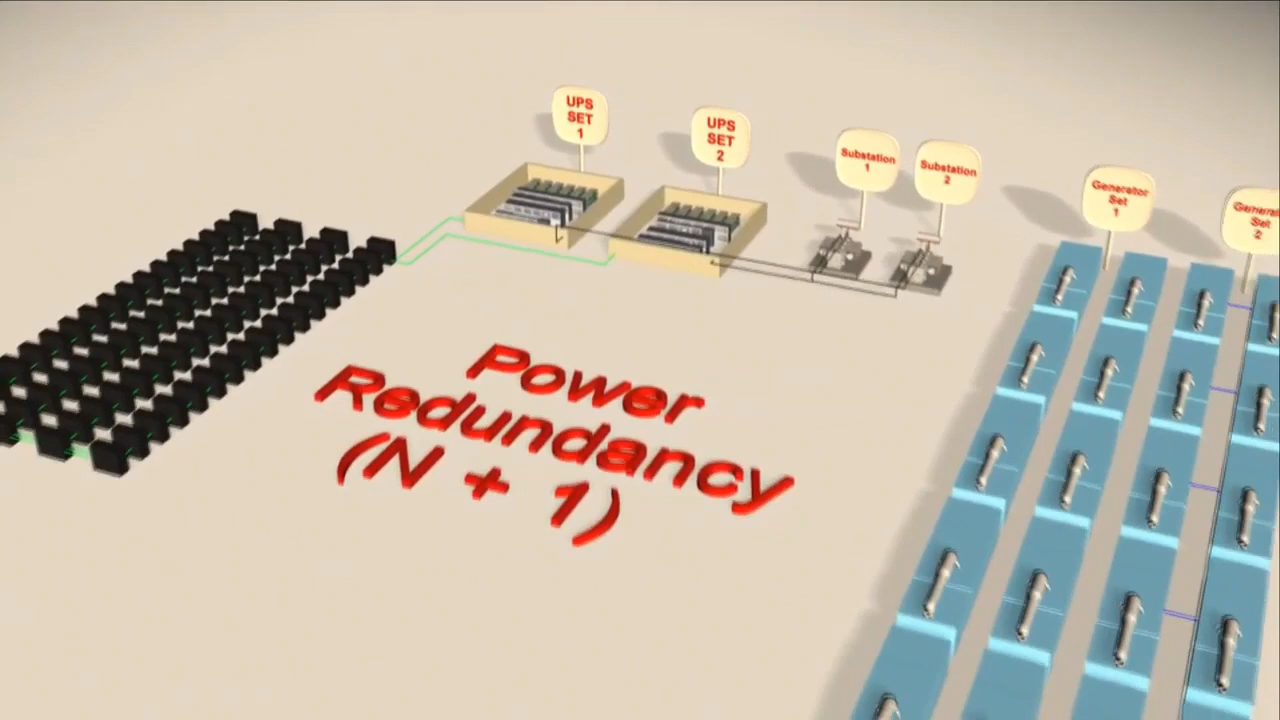 UPS
SET
1
UPS
SET
2
Substation
1
Substation
2
Generator
Set
1
Set
2
Power
Redundancy
(N + 1)